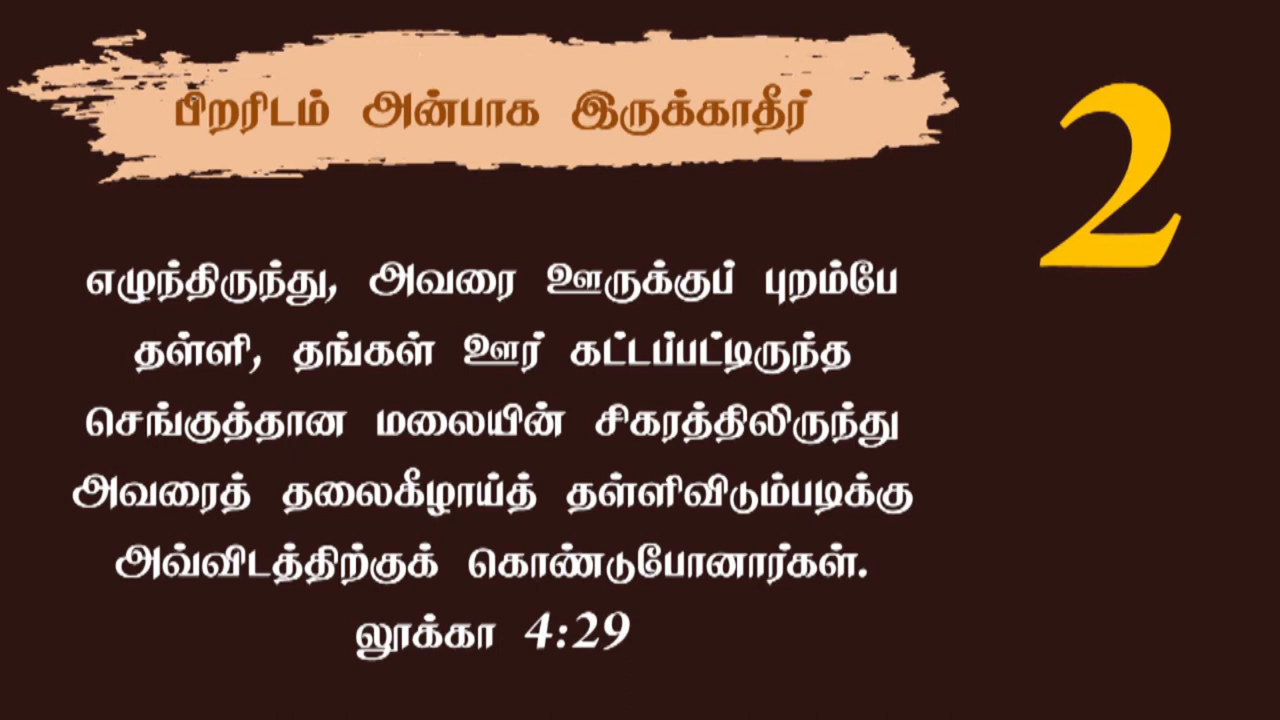 பிறரிடம் அன்பாக இருக்காதீர்
2
எழுந்திருந்து, அவரை ஊருக்குப் புறம்பே
தள்ளி, தங்கள் ஊர் கட்டப்பட்டிருந்த
செங்குத்தான மலையின் சிகரத்திலிருந்து
அவரைத் தலைகீழாய்த் தள்ளிவிடும்படிக்கு
அவ்விடத்திற்குக் கொண்டுபோனார்கள்.
லூக்கா 4:29